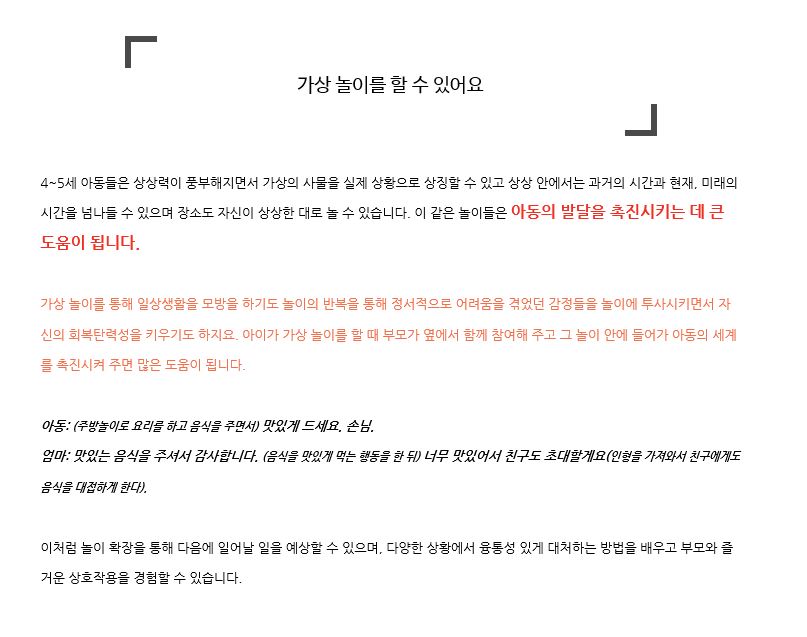 가상 놀이를 할 수 있어요
4~5세 아동들은 상상력이 풍부해지면서 가상의 사물을 실제 상황으로 상징할 수 있고 상상 안에서는 과거의 시간과 현재, 미래의
시간을 넘나들 수 있으며 장소도 자신이 상상한 대로 놀 수 있습니다. 이 같은 놀이들은 아동의 발달을 촉진시키는 데 큰
도움이 됩니다.
가상 놀이를 통해 일상생활을 모방을 하기도 놀이의 반복을 통해 정서적으로 어려움을 겪었던 감정들을 놀이에 투사시키면서 자
신의 회복탄력성을 키우기도 하지요. 아이가 가상 놀이를 할 때 부모가 옆에서 함께 참여해 주고 그 놀이 안에 들어가 아동의 세계
를 촉진시켜 주면 많은 도움이 됩니다.
아동: (주방놀이로 요리를 하고 음식을 주면서) 맛있게 드세요. 손님.
엄마: 맛있는 음식을 주셔서 감사합니다. (음식을 맛있게 먹는 행동을 한 뒤) 너무 맛있어서 친구도 초대할게요(인형을 가져와서 친구에게도
음식을 대접하게 한다).
이처럼 놀이 확장을 통해 다음에 일어날 일을 예상할 수 있으며, 다양한 상황에서 융통성 있게 대처하는 방법을 배우고 부모와 즐
거운 상호작용을 경험할 수 있습니다.